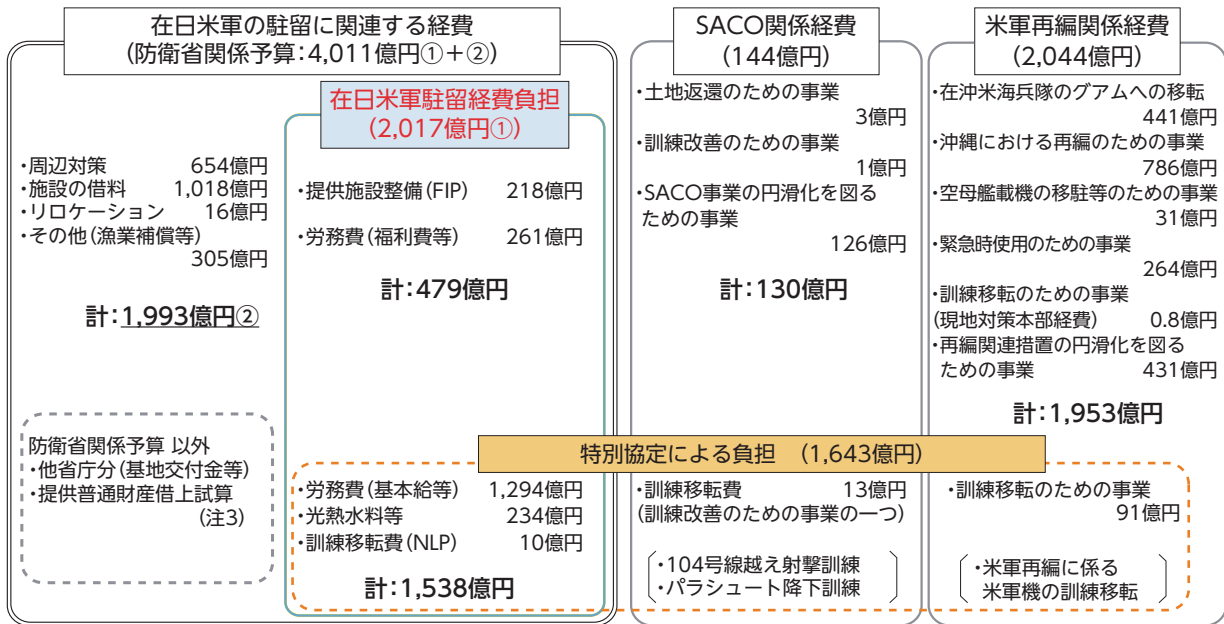 在日米軍の駐留に関連する経費
(防衛省関係予算:4,011億円①+②)
在日米軍駐留経費負担
(2,017億円①)
・周辺対策 654億円
・施設の借料 1,018億円
・リロケーション 16億円
・その他(漁業補償等)
305億円
計:1,993億円②
・提供施設整備(FIP) 218億円
・労務費(福利費等) 261億円
計:479億円
防衛省関係予算 以外
・他省庁分(基地交付金等)
・提供普通財産借上試算
(注3)
SACO関係経費
(144億円)
・土地返還のための事業
3億円
・訓練改善のための事業
1億円
・SACO事業の円滑化を図る
ための事業
126億円
計:130億円
米軍再編関係経費
(2,044億円)
・在沖米海兵隊のグアムへの移転
441億円
・沖縄における再編のための事業
786億円
・空母艦載機の移駐等のための事業
31億円
・緊急時使用のための事業
264億円
・訓練移転のための事業
(現地対策本部経費) 0.8億円
・再編関連措置の円滑化を図る
ための事業 431億円
計:1,953億円
特別協定による負担 (1,643億円)
・労務費(基本給等) 1,294億円
・光熱水料等 234億円
・訓練移転費(NLP) 10億円
計:1,538億円
・訓練移転費 13億円
(訓練改善のための事業の一つ)
・104号線越え射撃訓練
・パラシュート降下訓練
・訓練移転のための事業
91億円
・米軍再編に係る
米軍機の訓練移転